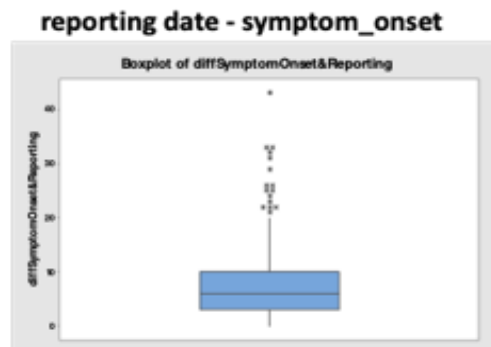 reporting date - symptom_onset
Boxplot of diffSymptomOnset&Reporting
diffSymptomOnset&Reporting
40
30
20
10
0